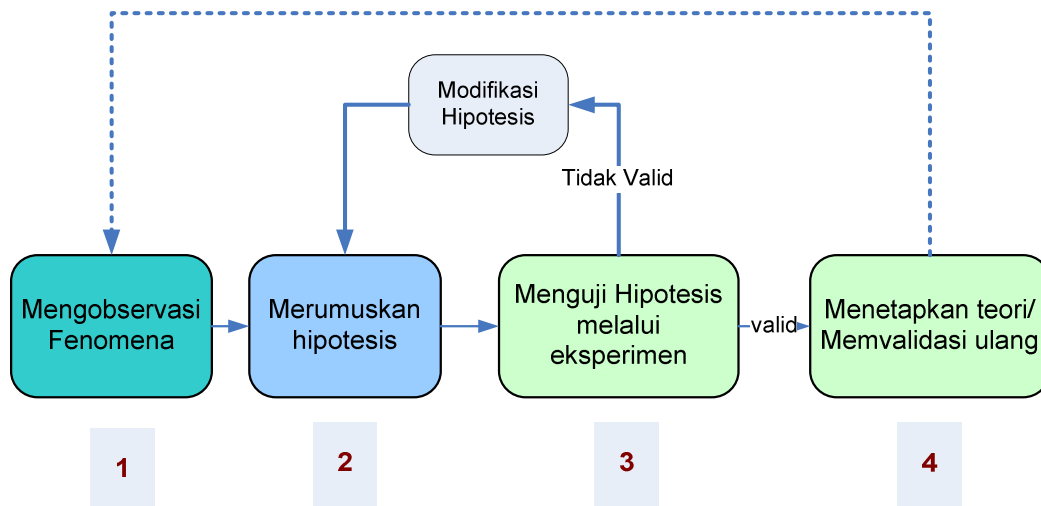 Modifikasi
Hipotesis
Tidak Valid
Mengobservasi
Fenomena
Merumuskan
hipotesis
Menguji Hipotesis
melalui
eksperimen
valid
Menetapkan teori/
Memvalidasi ulang
1
2
3
4